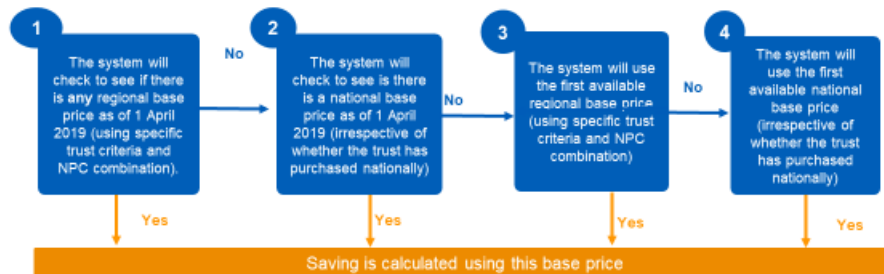 1
The system will
check to see if there
is any regional base
price as of 1 April
2019 (using specific
trust criteria and
NPC combination).
No
2
The system will
check to see is there
is a national base
price as of 1 April
2019 (irrespective of
whether the trust has
purchased nationally)
No
3
The system will use
the first available
regional base price
(using specific trust
criteria and NPC
combination)
No
4
The system will
use the first
available national
base price
(irrespective of
whether the trust
has purchased
nationally)
Yes
Yes
Yes
Yes
Saving is calculated using this base price